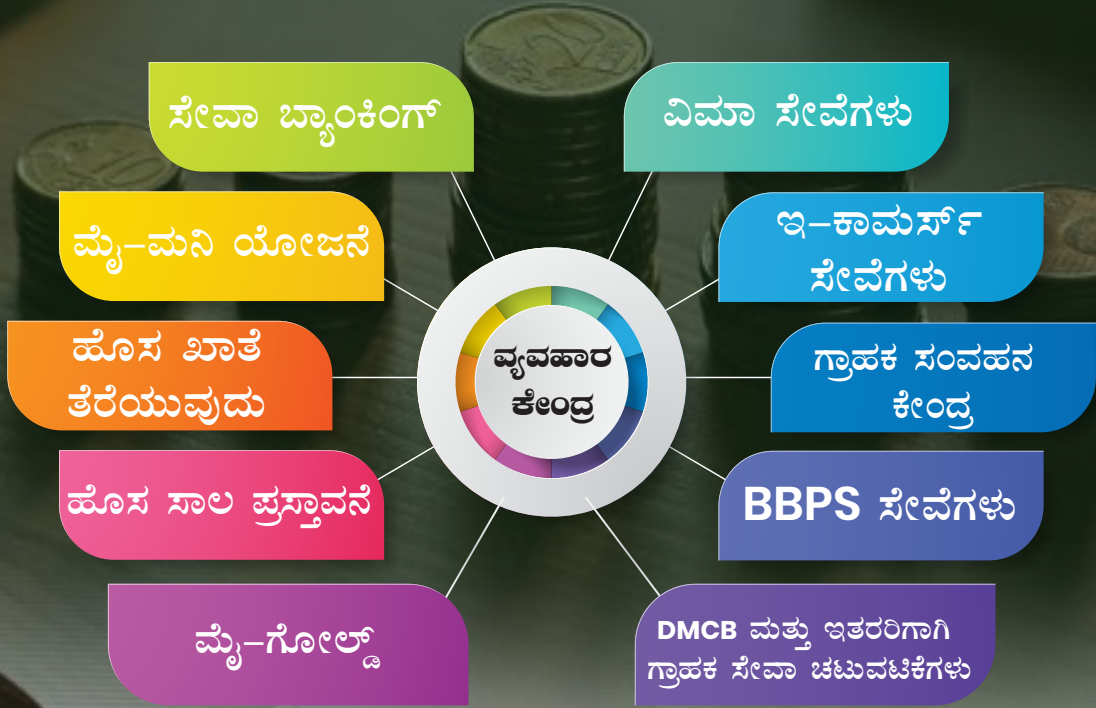 ಸೇವಾ ಬ್ಯಾಂಕಿಂಗ್
ವಿಮಾ ಸೇವೆಗಳು
ಮೈ-ಮನಿ ಯೋಜನೆ
ಇ-ಕಾಮರ್ಸ್
ಸೇವೆಗಳು
ಹೊಸ ಖಾತೆ
ತೆರೆಯುವುದು
ವ್ಯವಹಾರ
ಕೇಂದ್ರ
ಗ್ರಾಹಕ ಸಂವಹನ
ಕೇಂದ್ರ
ಹೊಸ ಸಾಲ ಪ್ರಸ್ತಾವನೆ
BBPS ಸೇವೆಗಳು
ಮೈ-ಗೋಲ್ಡ್
DMCB ಮತ್ತು ಇತರರಿಗಾಗಿ
ಗ್ರಾಹಕ ಸೇವಾ ಚಟುವಟಿಕೆಗಳು